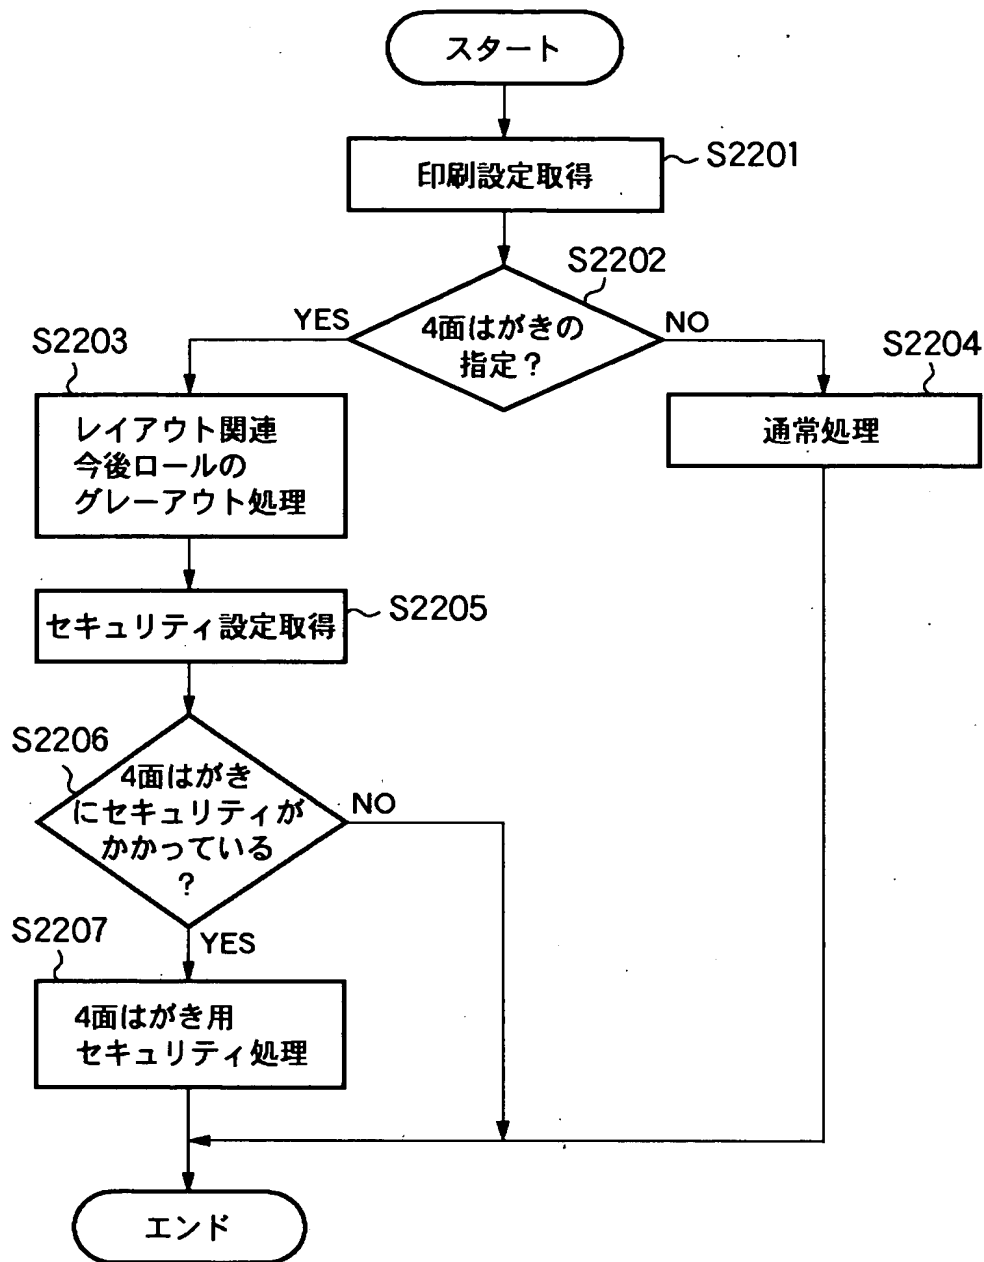 スタート
印刷設定取得
S2201
S2202
4面はがきの
指定?
YES
NO
S2203
S2204
レイアウト関連
今後ロールの
グレーアウト処理
通常処理
セキュリティ設定取得
S2205
S2206
4面はがき
にセキュリティが
かかっている
?
NO
YES
S2207
4面はがき用
セキュリティ処理
エンド